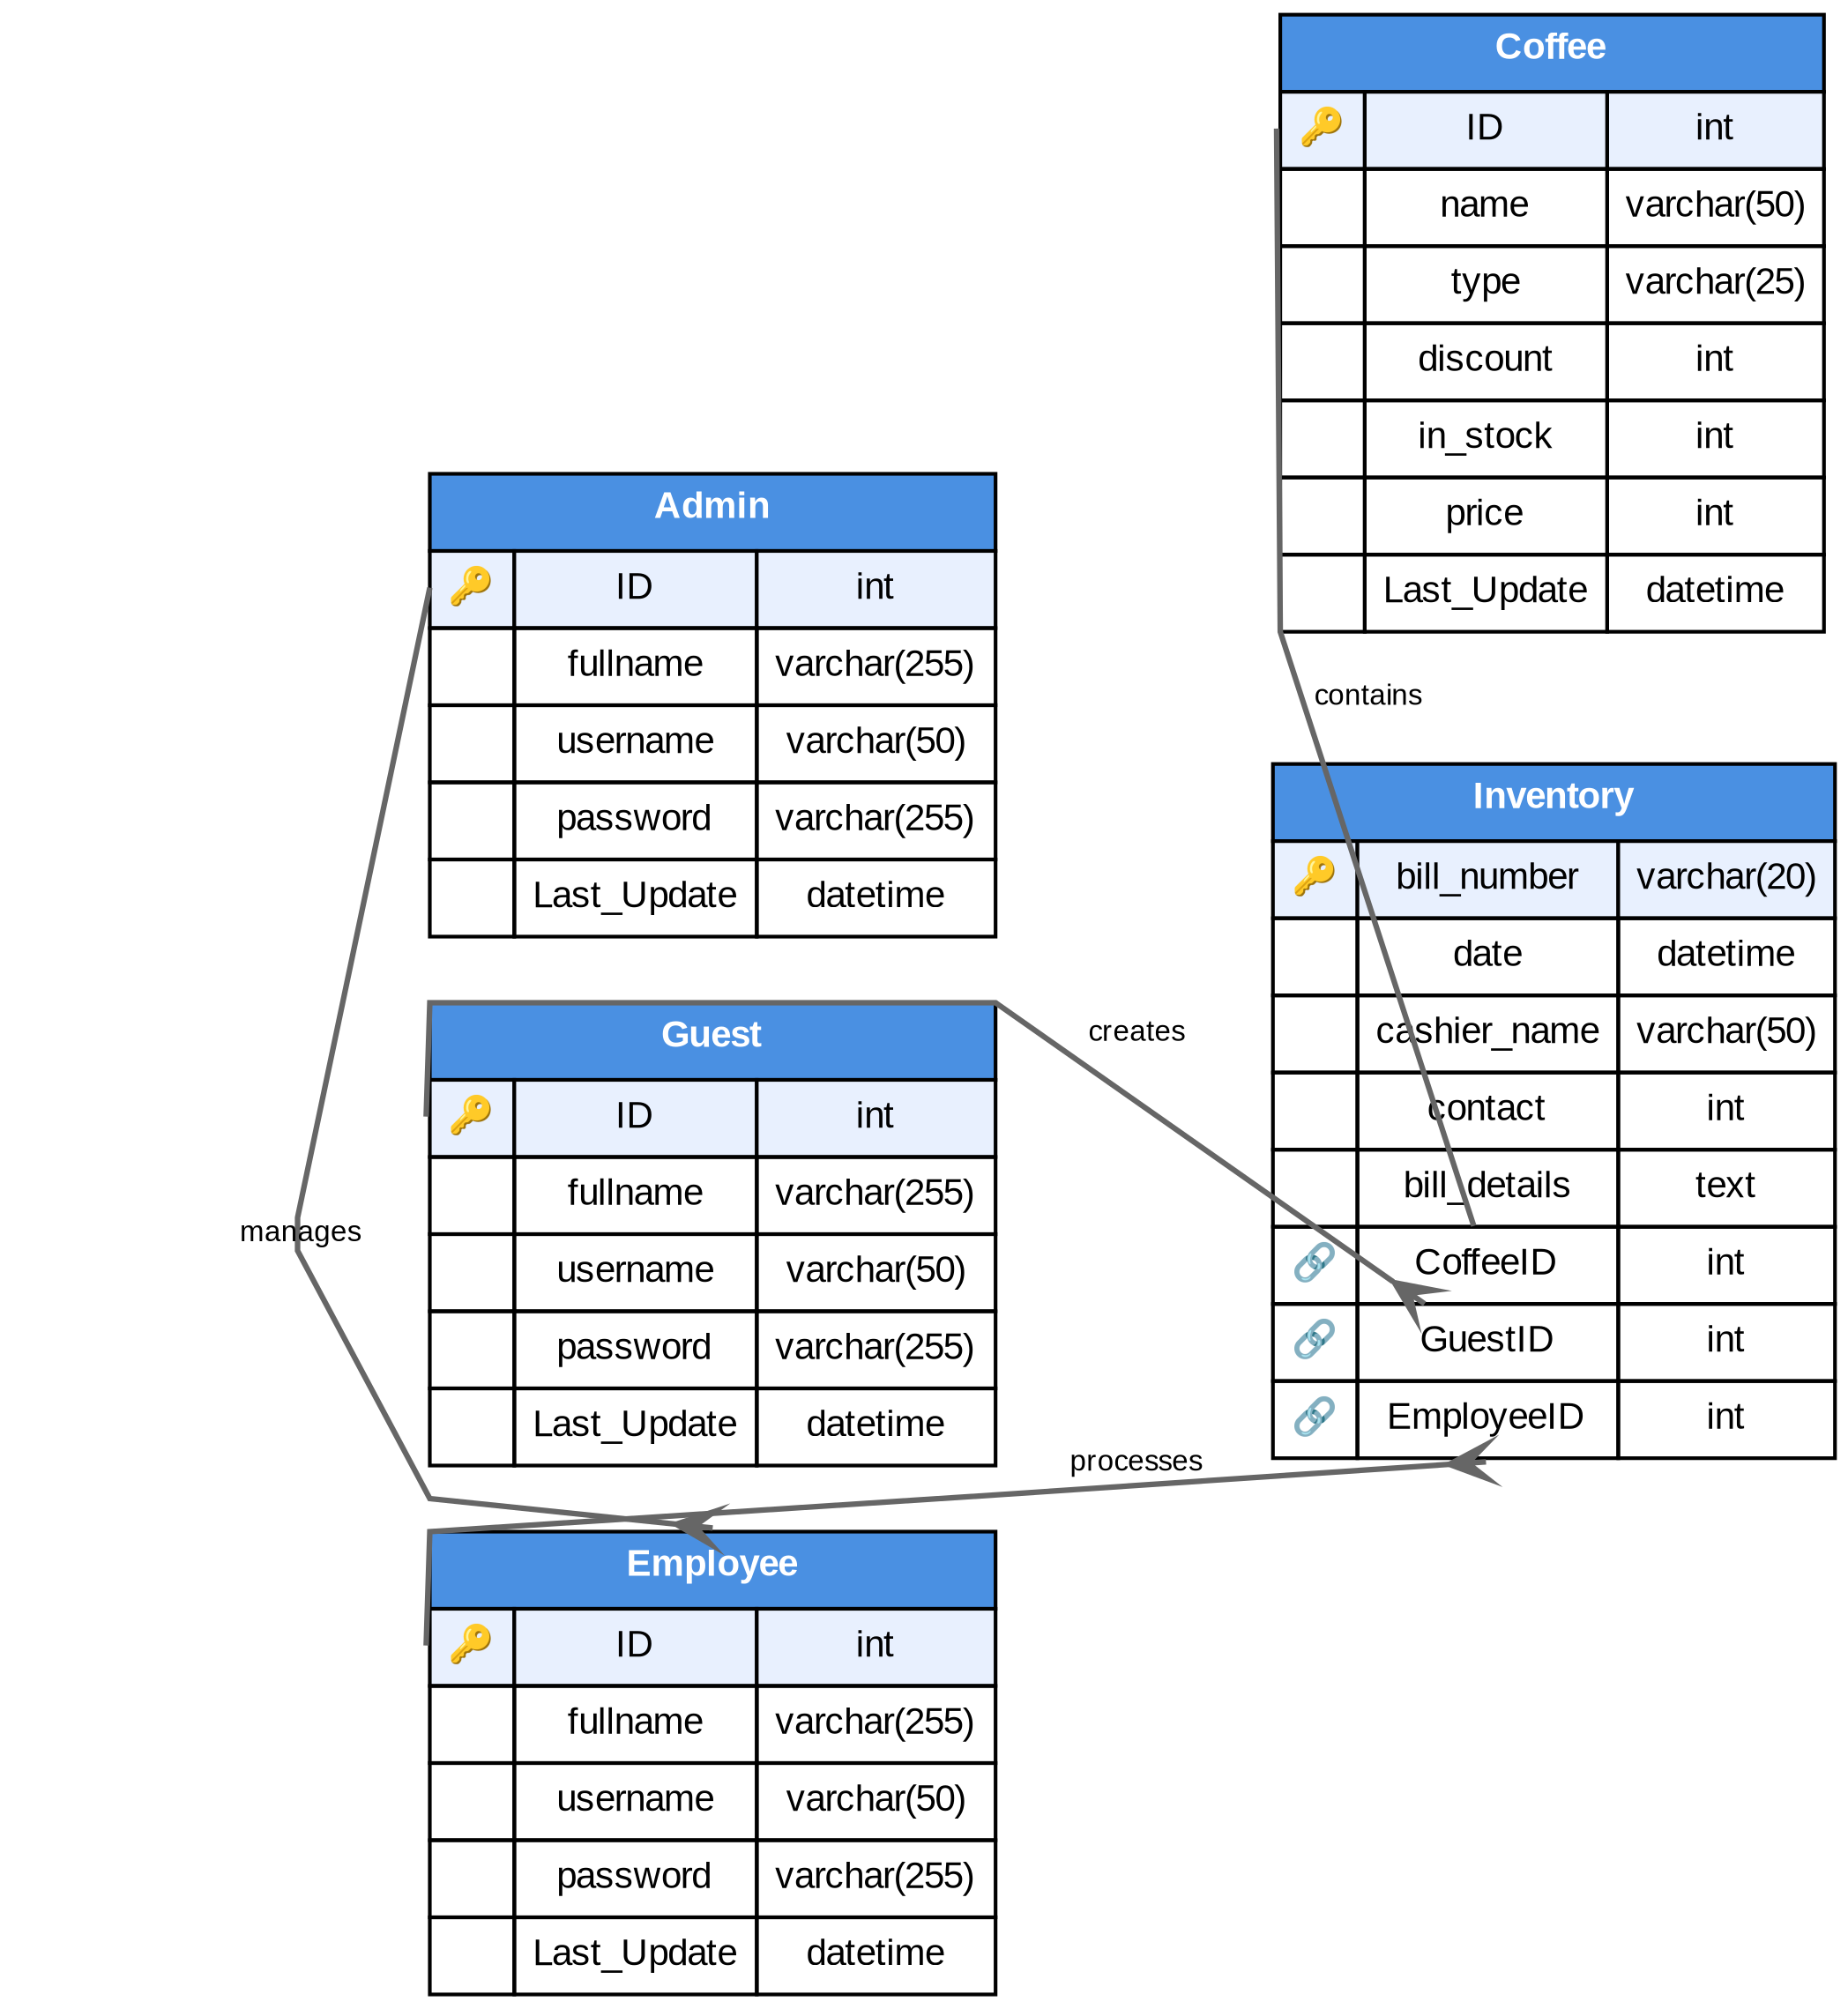 Coffee
🔑 ID int
name varchar(50)
type varchar(25)
discount int
in_stock int
price int
Last_Update datetime
contains
Admin
🔑 ID int
fullname varchar(255)
username varchar(50)
password varchar(255)
Last_Update datetime
Inventory
🔑 bill_number varchar(20)
date datetime
cashier_name varchar(50)
contact int
bill_details text
🔗 CoffeeID int
🔗 GuestID int
🔗 EmployeeID int
creates
Guest
🔑 ID int
fullname varchar(255)
username varchar(50)
password varchar(255)
Last_Update datetime
manages
processes
Employee
🔑 ID int
fullname varchar(255)
username varchar(50)
password varchar(255)
Last_Update datetime